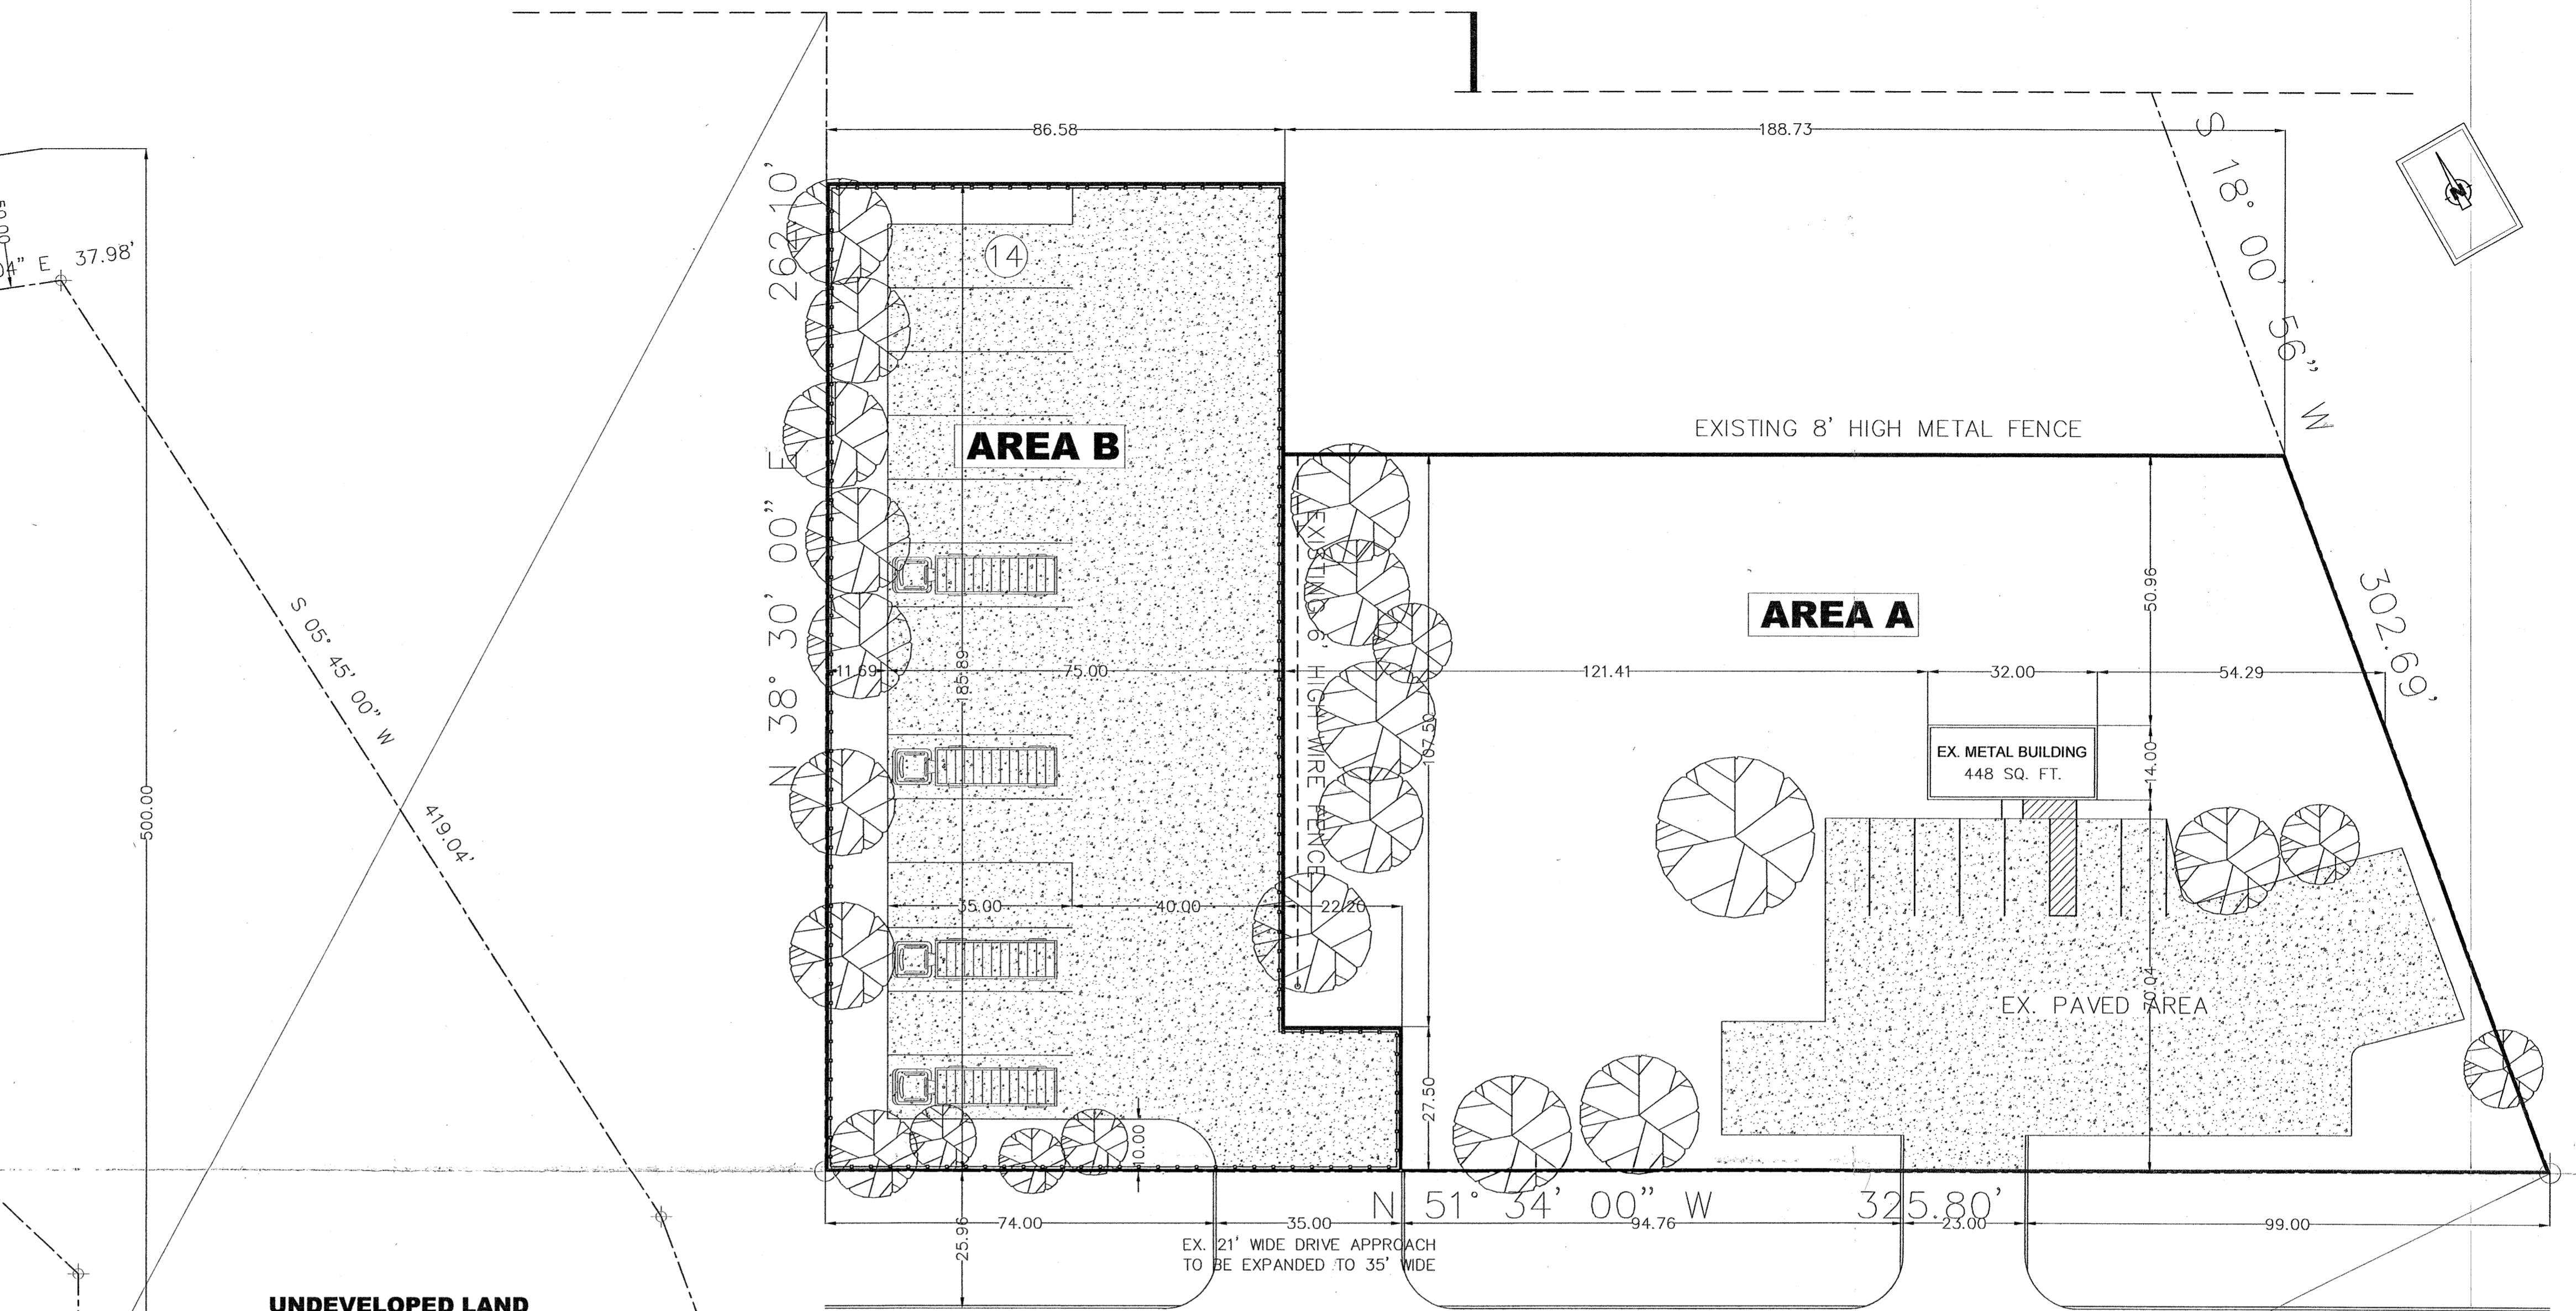 86.58
188.73
S 18° 00' 56" W
N
262.10'
14
37.98'
04" E
EXISTING 8' HIGH METAL FENCE
AREA B
N 38° 30' 00" E
EXISTING 6' HIGH WIRE FENCE
AREA A
50.96
302.69'
S 05° 45' 00" W
419.04'
500.00
11.69
185.89
75.00
121.41
32.00
54.29
107.50
EX. METAL BUILDING
448 SQ. FT.
14.00
35.00
40.00
22.20
70.04
EX. PAVED AREA
27.50
10.00
N 51° 34' 00" W 325.80'
74.00
35.00
94.76
23.00
99.00
25.96
EX. 21' WIDE DRIVE APPROACH
TO BE EXPANDED TO 35' WIDE
UNDEVELOPED LAND